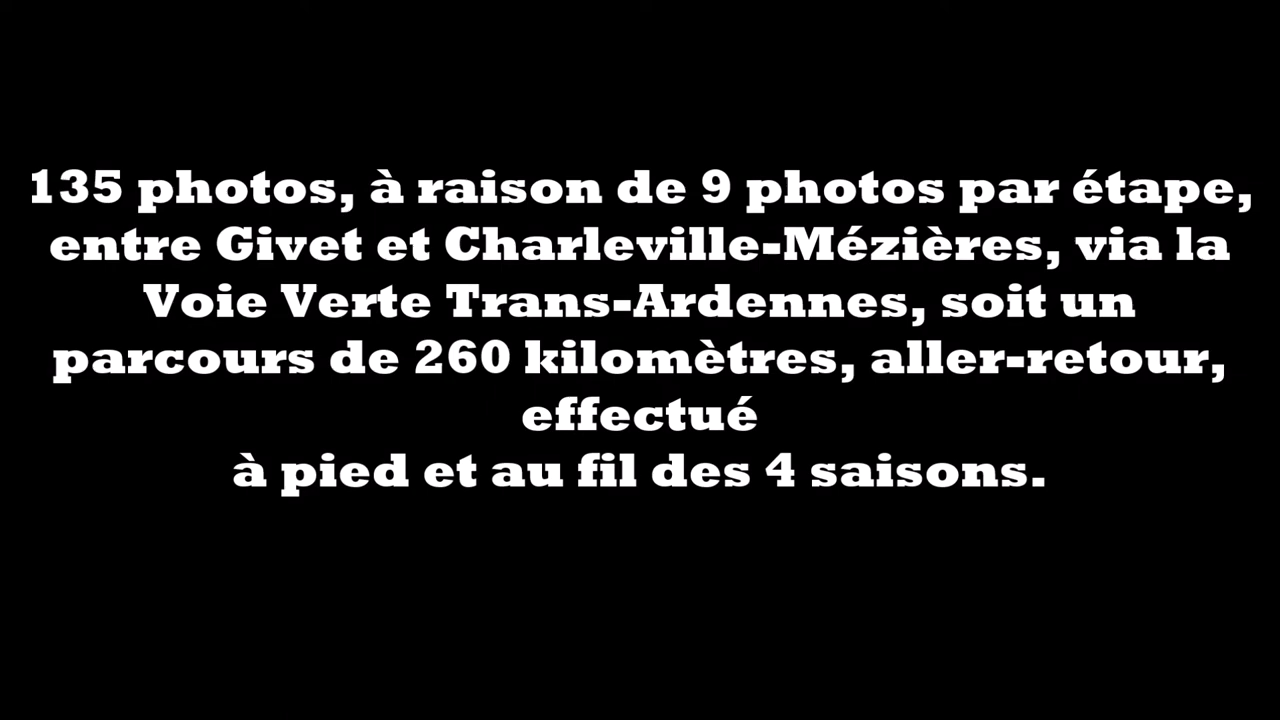 135 photos, à raison de 9 photos par étape,
entre Givet et Charleville-Mézières, via la
Voie Verte Trans-Ardennes, soit un
parcours de 260 kilomètres, aller-retour,
effectué
à pied et au fil des 4 saisons.